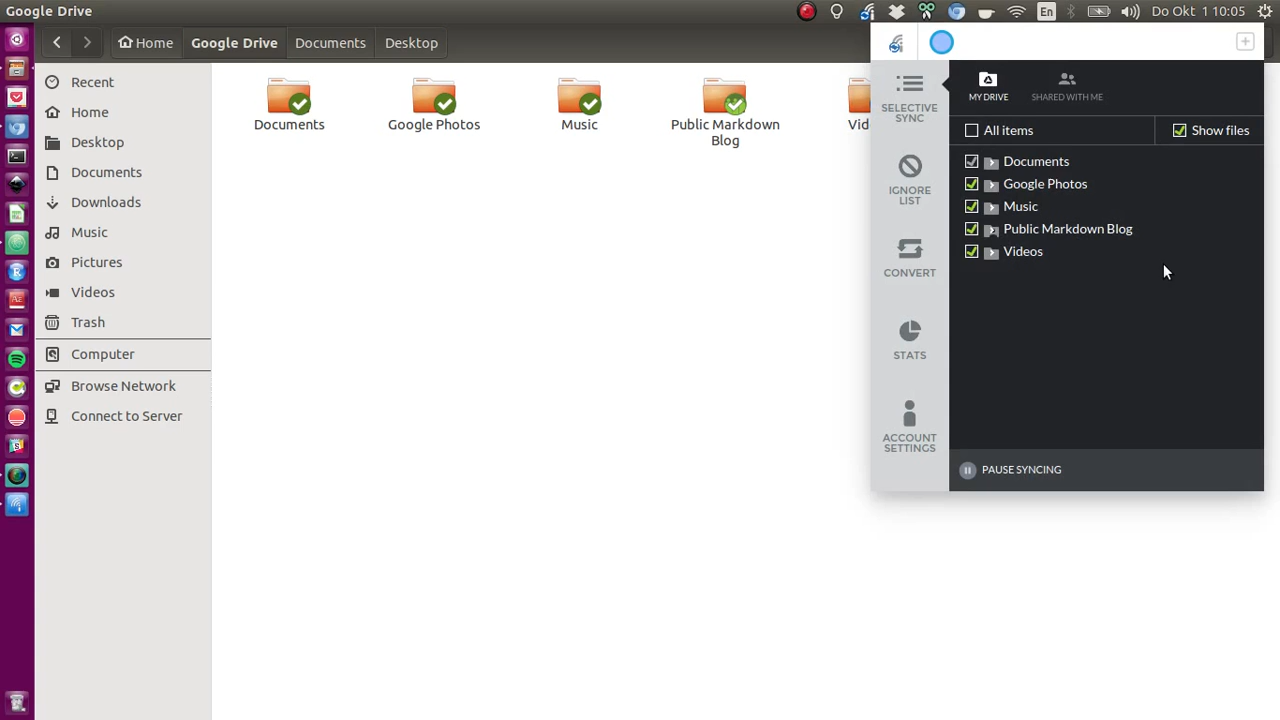 Google Drive
En
Do Okt 1 10:05
Home
Google Drive
Documents
Desktop
Recent
Home
Desktop
Documents
Downloads
Music
Pictures
Videos
Trash
Computer
Browse Network
Connect to Server
Documents
Google Photos
Music
Public Markdown
Blog
Vid
SELECTIVE
SYNC
IGNORE
LIST
CONVERT
STATS
ACCOUNT
SETTINGS
MY DRIVE
SHARED WITH ME
All items
Show files
Documents
Google Photos
Music
Public Markdown Blog
Videos
PAUSE SYNCING